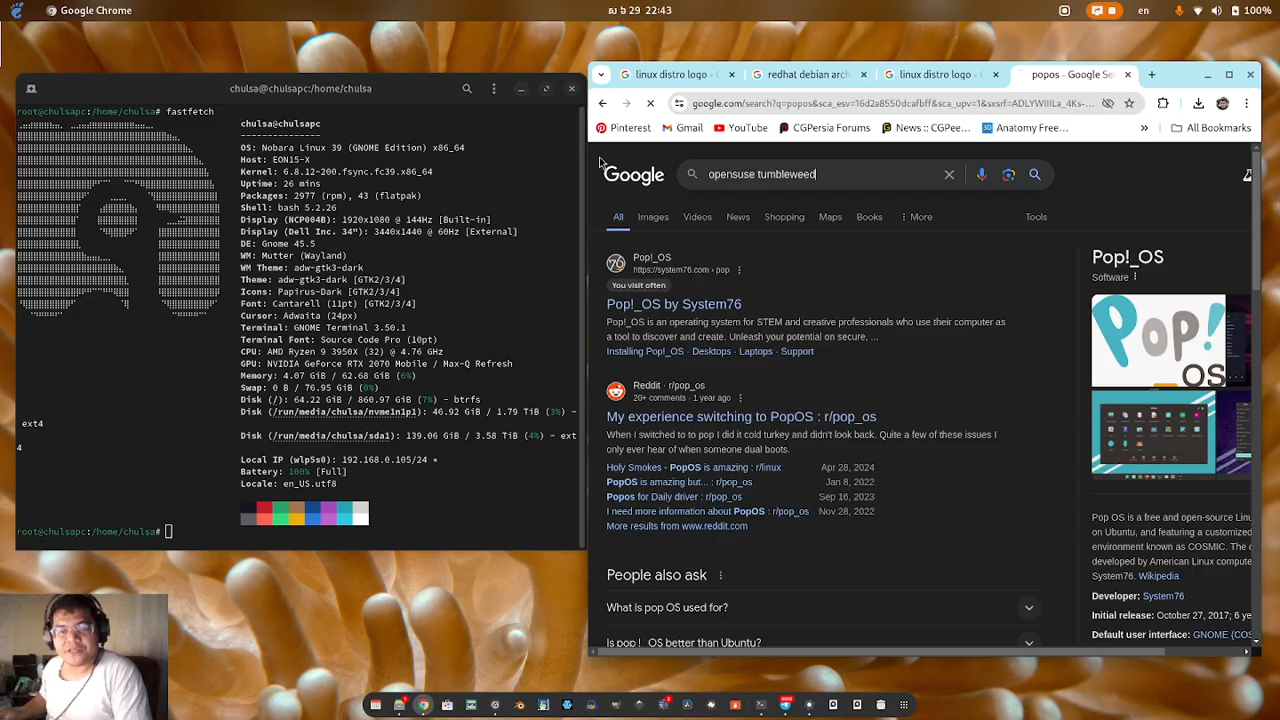 Google Chrome
ส ข 29 22:43
en
100%
chulsa@chulsapc:/home/chulsa
root@chulsapc:/home/chulsa# fastfetch
chulsa@chulsapc
---------------
OS: Nobara Linux 39 (GNOME Edition) x86_64
Host: EON15-X
Kernel: 6.8.12-200.fsync.fc39.x86_64
Uptime: 26 mins
Packages: 2977 (rpm), 43 (flatpak)
Shell: bash 5.2.26
Display (NCP004B): 1920x1080 @ 144Hz [Built-in]
Display (Dell Inc. 34"): 3440x1440 @ 60Hz [External]
DE: Gnome 45.5
WM: Mutter (Wayland)
WM Theme: adw-gtk3-dark
Theme: adw-gtk3-dark [GTK2/3/4]
Icons: Papirus-Dark [GTK2/3/4]
Font: Cantarell (11pt) [GTK2/3/4]
Cursor: Adwaita (24px)
Terminal: GNOME Terminal 3.50.1
Terminal Font: Source Code Pro (10pt)
CPU: AMD Ryzen 9 3950X (32) @ 4.76 GHz
GPU: NVIDIA GeForce RTX 2070 Mobile / Max-Q Refresh
Memory: 4.07 GiB / 62.68 GiB (6%)
Swap: 0 B / 76.95 GiB (0%)
Disk (/): 64.22 GiB / 860.97 GiB (7%) - btrfs
Disk (/run/media/chulsa/nvme1n1p1): 46.92 GiB / 1.79 TiB (3%) -
ext4
Disk (/run/media/chulsa/sda1): 139.06 GiB / 3.58 TiB (4%) - ext
4
Local IP (wlp5s0): 192.168.0.105/24 *
Battery: 100% [Full]
Locale: en_US.utf8
root@chulsapc:/home/chulsa#
linux distro logo - G
redhat debian arch
linux distro logo - G
popos - Google Sea
google.com/search?q=popos&sca_esv=16d2a8550dcafbff&sca_upv=1&sxsrf=ADLYWIIILa_4Ks-...
Pinterest
Gmail
YouTube
CGPersia Forums
News :: CGPee...
Anatomy Free...
All Bookmarks
Google
opensuse tumbleweed
All
Images
Videos
News
Shopping
Maps
Books
More
Tools
Pop!_OS
https://system76.com › pop
You visit often
Pop!_OS by System76
Pop!_OS is an operating system for STEM and creative professionals who use their computer as
a tool to discover and create. Unleash your potential on secure, ...
Installing Pop!_OS · Desktops · Laptops · Support
Reddit · r/pop_os
20+ comments · 1 year ago
My experience switching to PopOS : r/pop_os
When I switched to to pop I did it cold turkey and didn't look back. Quite a few of these issues I
only ever hear of when someone dual boots.
Holy Smokes - PopOS is amazing : r/linux Apr 28, 2024
PopOS is amazing but... : r/pop_os Jan 8, 2022
Popos for Daily driver : r/pop_os Sep 16, 2023
I need more information about PopOS : r/pop_os Nov 28, 2022
More results from www.reddit.com
People also ask
What is pop OS used for?
Is pop !_ OS better than Ubuntu?
Pop!_OS
Software
Pop!
OS
Pop OS is a free and open-source Linu
on Ubuntu, and featuring a customized
environment known as COSMIC. The
developed by American Linux compute
System76. Wikipedia
Developer: System76
Initial release: October 27, 2017; 6 ye
Default user interface: GNOME (COS